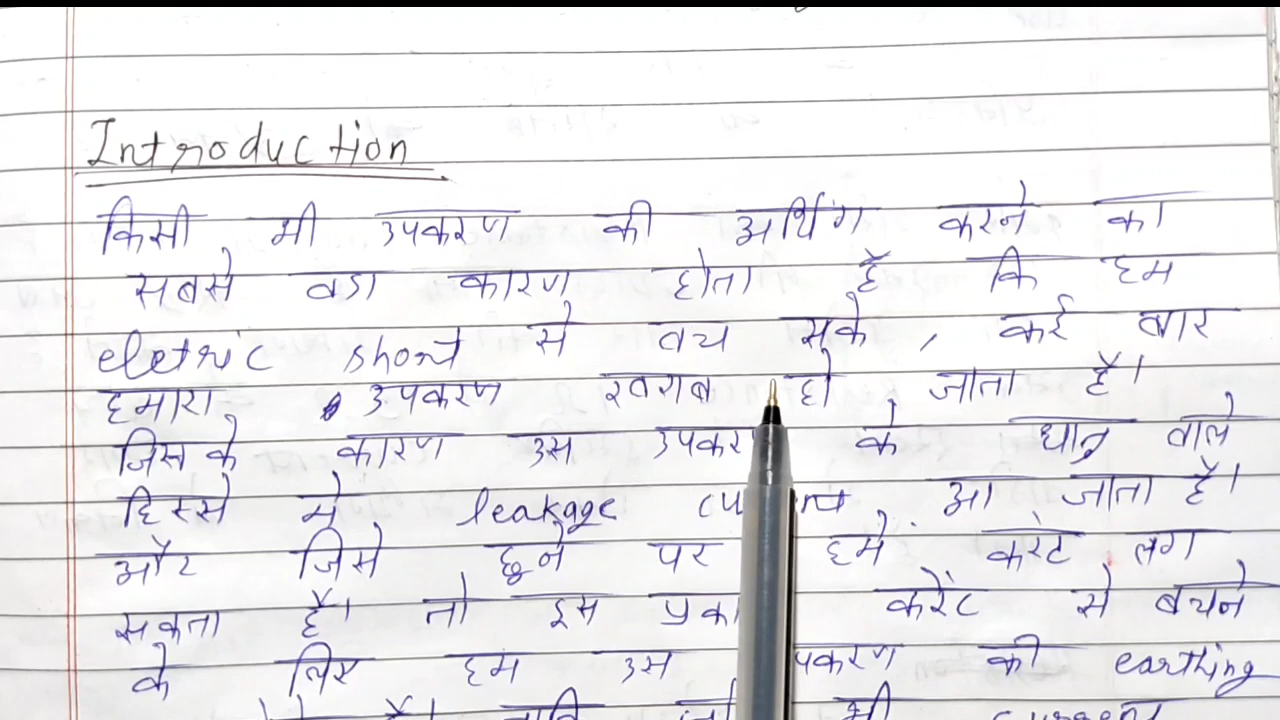 Introduction
किसी भी उपकरण की अर्थिंग करने का
सबसे बडा कारण होता है कि हम
eletric short से बच सके, कई बार
हमारा उपकरण खराब हो जाता है।
जिस के कारण उस उपकर के धातु वाले
हिस्से मे leakage आ जाता है।
और जिसे छूने पर हमे करंट लग
सकता है। तो इस प्रका करेंट से बचने
के लिए हम उस पकरण की earthing